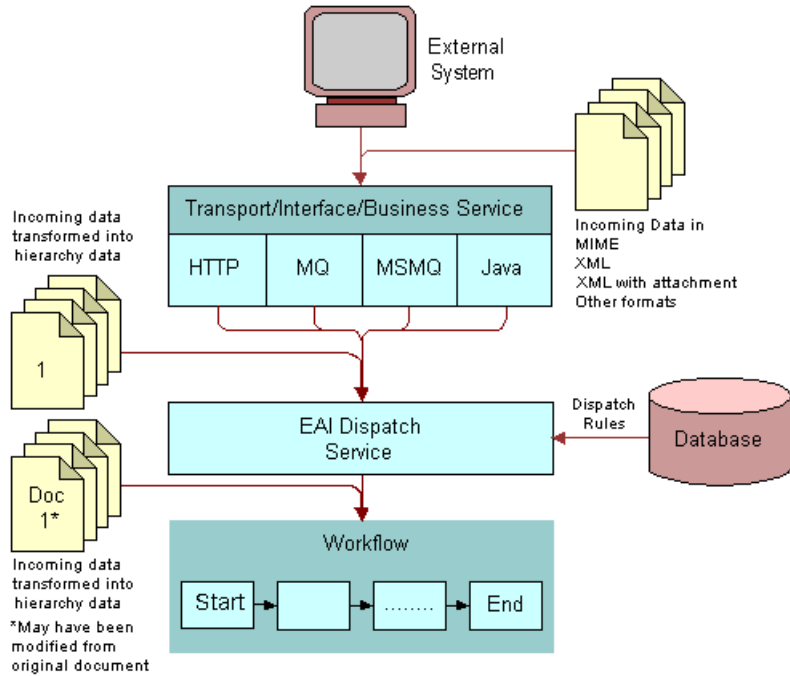 External
System
Transport/Interface/Business Service
HTTP
MQ
MSMQ
Java
Incoming Data in
MIME
XML
XML with attachment
Other formats
Incoming data
transformed into
hierarchy data
1
EAI Dispatch
Service
Dispatch
Rules
Database
Doc
1*
Incoming data
transformed into
hierarchy data
*May have been
modified from
original document
Workflow
Start
........
End